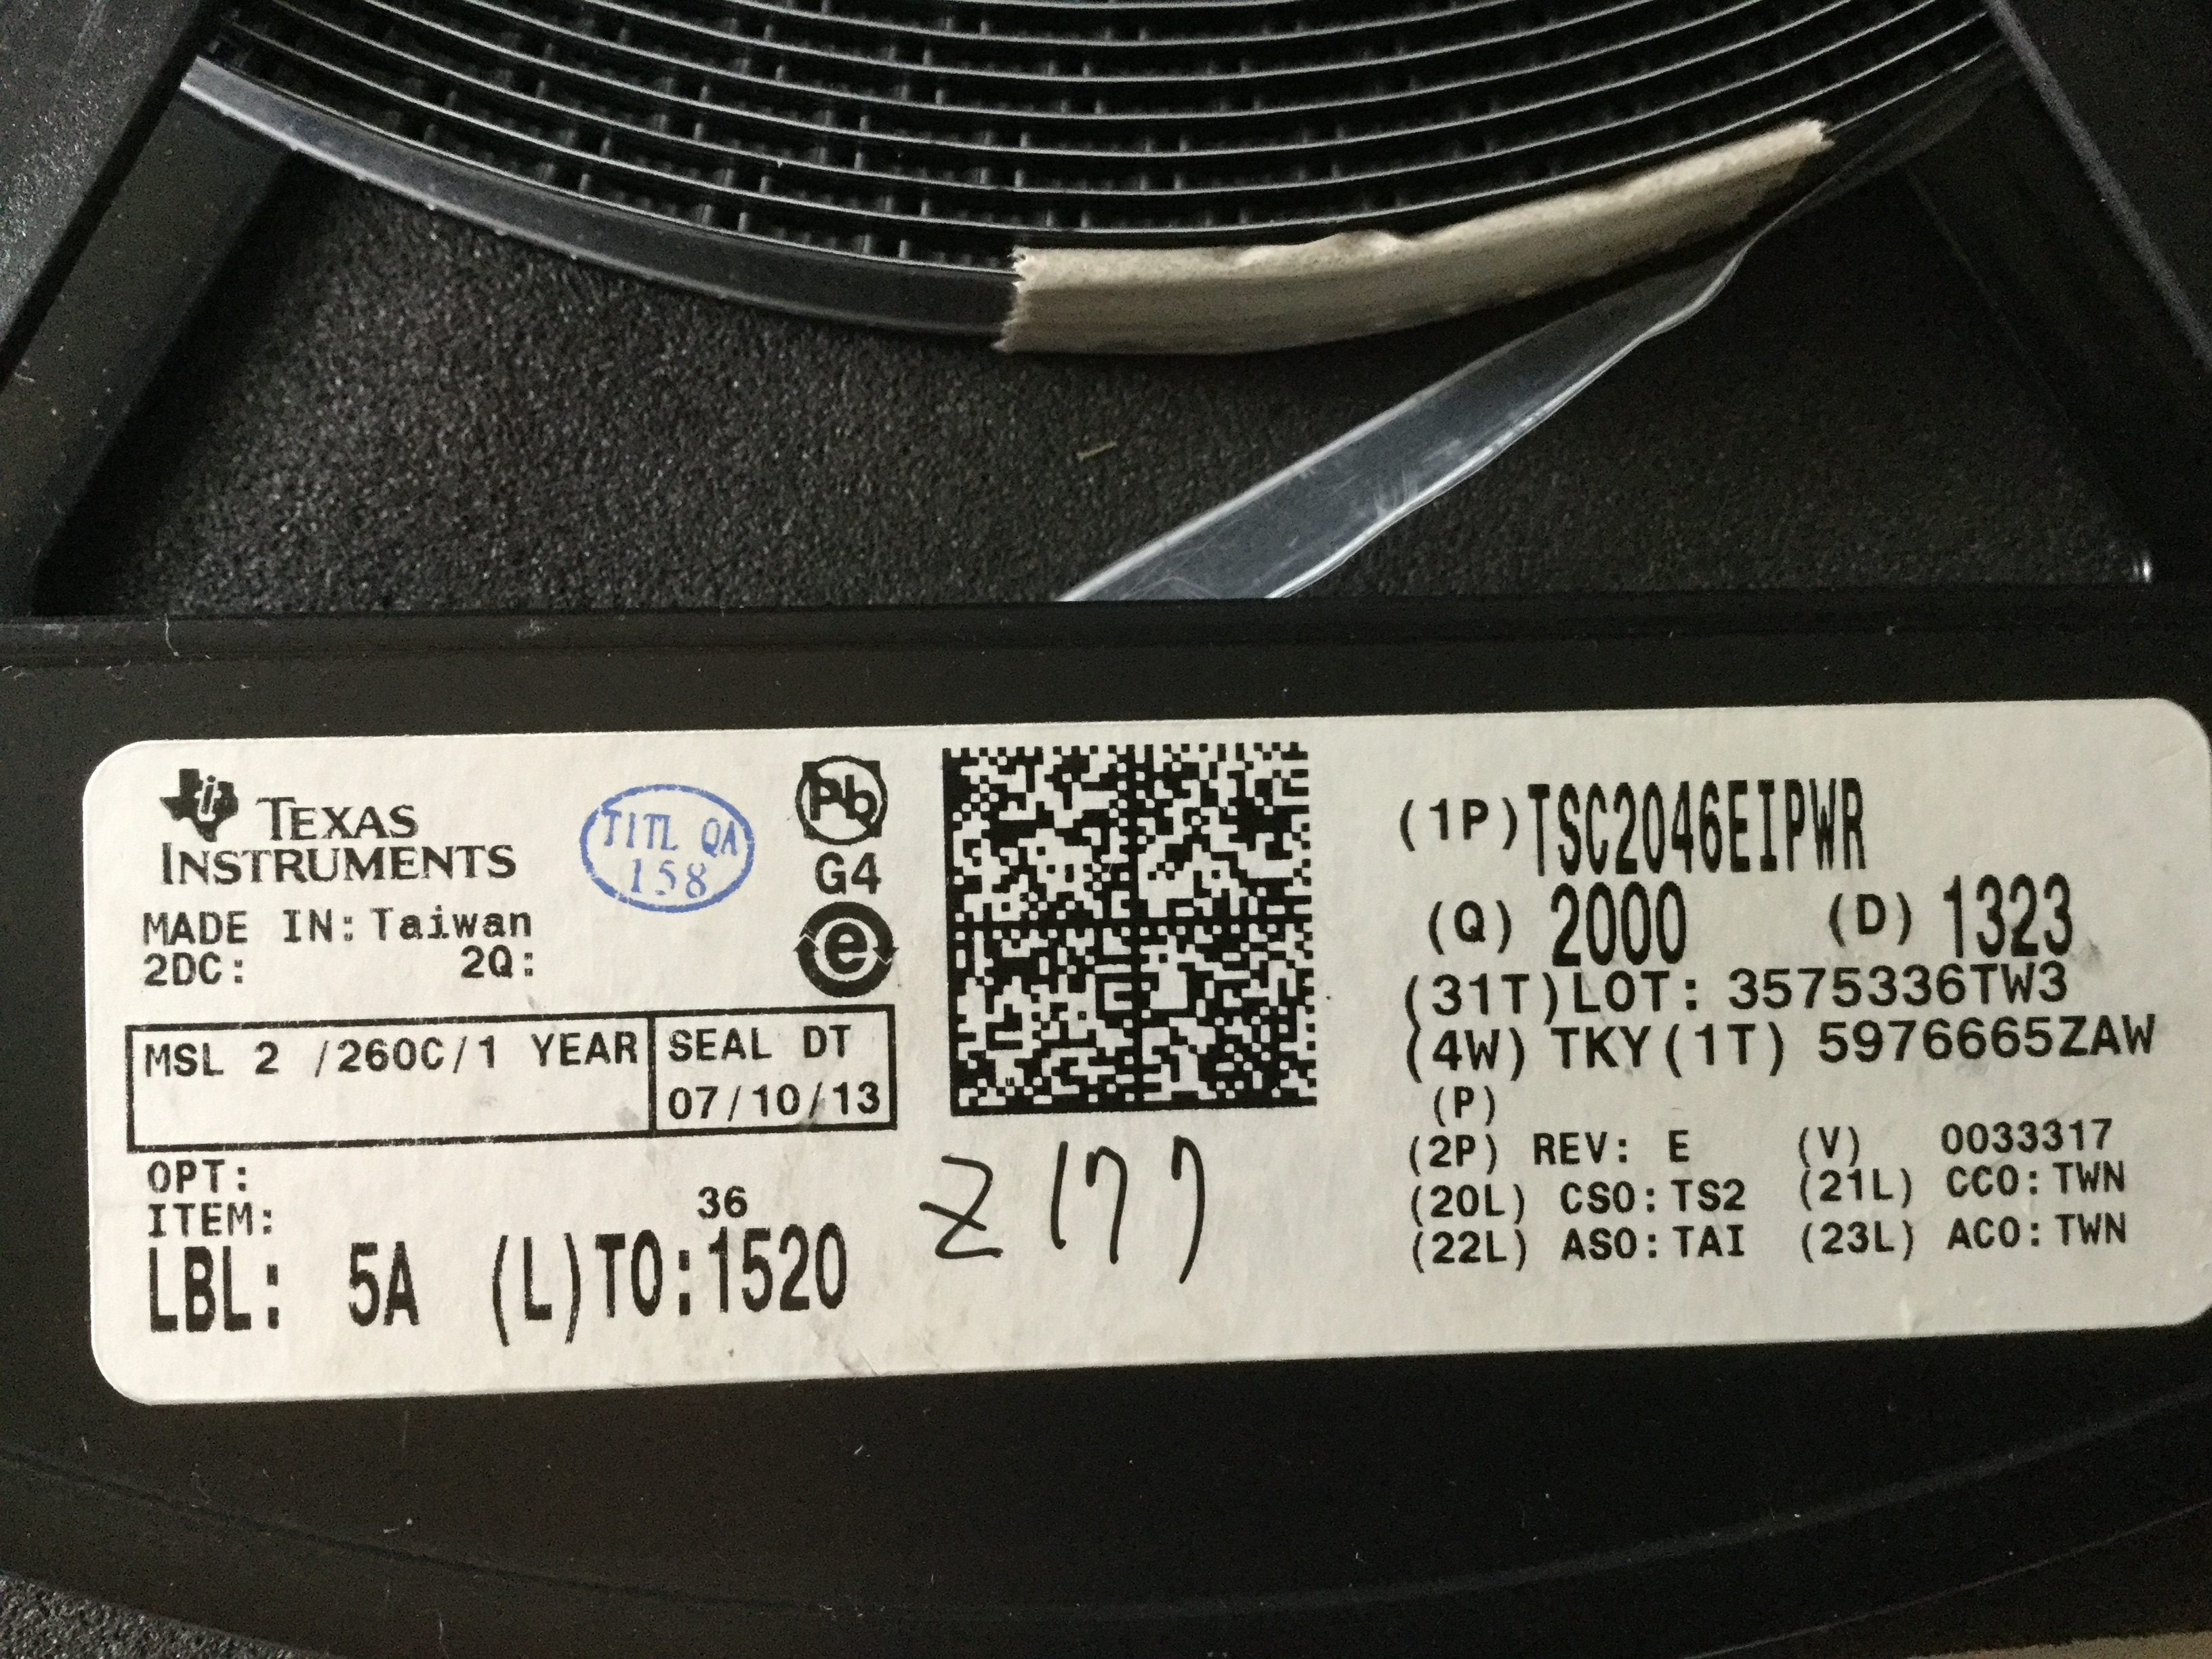 TEXAS
INSTRUMENTS
MADE IN: Taiwan
2DC: 2Q:
TITL QA
158
Pb
G4
e
MSL 2 /260C/1 YEAR
SEAL DT
07/10/13
OPT:
ITEM:
36
LBL: 5A (L)TO:1520
Z177
(1P)TSC2046EIPWR
(Q) 2000 (D) 1323
(31T)LOT: 3575336TW3
(4W) TKY(1T) 5976665ZAW
(P)
(2P) REV: E (V) 0033317
(20L) CSO:TS2 (21L) CCO:TWN
(22L) ASO:TAI (23L) ACO:TWN